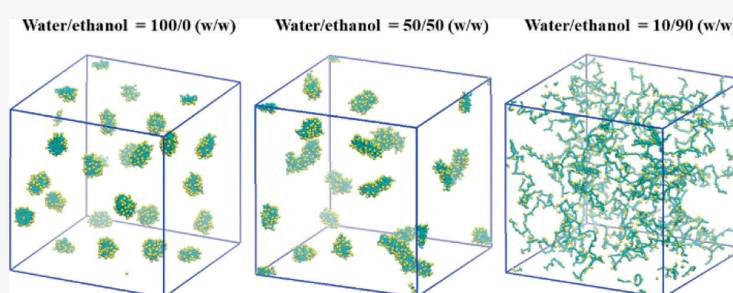 Water/ethanol = 100/0 (w/w)
Water/ethanol = 50/50 (w/w)
Water/ethanol = 10/90 (w/w)